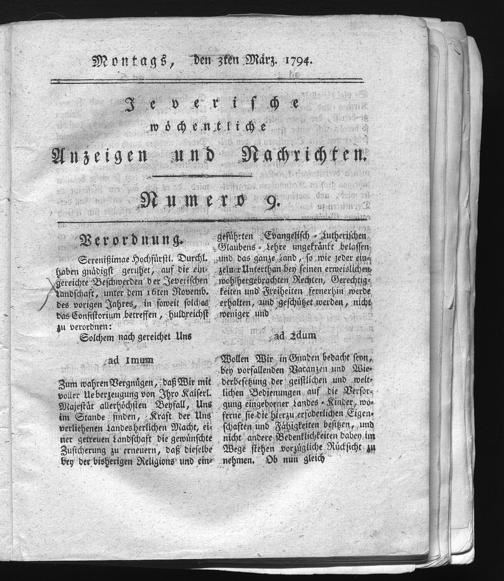 Montags, den 3ten März. 1794.
Jeverische
wöchentliche
Anzeigen und Nachrichten.
Numero 9.
Verordnung.
Serenißimae Hochfürstl. Durchl.
haben gnädigst geruhet, auf die ein-
gereichte Beschwerden der Jeverischen
Landschaft, unter dem 16ten Novemb.
des vorigen Jahres, in soweit solches
das Consistorium betreffen, huldreichst
zu verordnen:
Solchem nach gereichet Uns
ad 1mum
Zum wahren Vergnügen, daß Wir mit
voller Ueberzeugung von Ihro Kaiserl.
Majestät allerhöchsten Beyfall, Uns
im Stande finden, Kraft der Uns
verliehenen Landesherlichen Macht, ei-
ner getreuen Landschaft die gewünschte
Zusicherung zu erneuern, daß dieselbe
bey der bisherigen Religions und ein-
geführten Evangelisch-Lutherischen
Glaubens-Lehre ungekränkt belassen
und das ganze Land, so wie jeder ein-
zelne Unterthan bey seinen erweislichen
wohlhergebrachten Rechten, Gerechtig-
keiten und Freiheiten fernerhin werde
erhalten, und geschützet werden, nicht
weniger und
ad 2dum
Wollen Wir in Gnaden bedacht seyn,
bey vorfallenden Vacanzen und Wie-
derbesetzung der geistlichen und welt-
lichen Bedienungen auf die Versor-
gung eingebohrner Landes-Kinder, wo-
ferne sie die hierzu erfoderlichen Eigen-
schaften und Fähigkeiten besitzen, und
nicht andere Bedenklichkeiten dabey im
Wege stehen vorzügliche Rücksicht zu
nehmen. Ob nun gleich